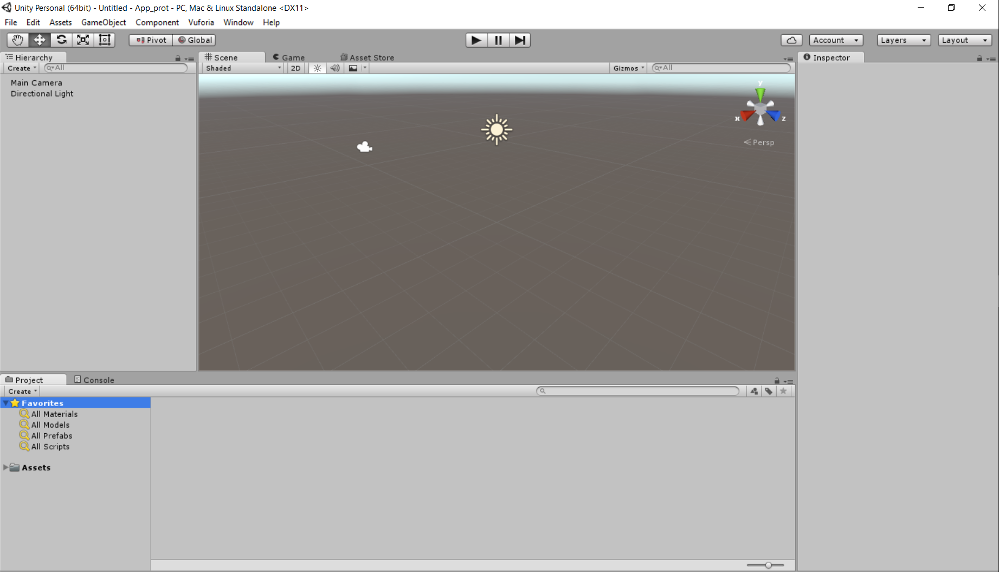 Unity Personal (64bit) - Untitled - App_prot - PC, Mac & Linux Standalone <DX11>
File Edit Assets GameObject Component Vuforia Window Help
Pivot Global Account Layers Layout
Hierarchy Scene Game Asset Store Inspector
Create All Shaded 2D Gizmos All
Main Camera
Directional Light
y
x z
Persp
Project Console
Create
Favorites
All Materials
All Models
All Prefabs
All Scripts
Assets